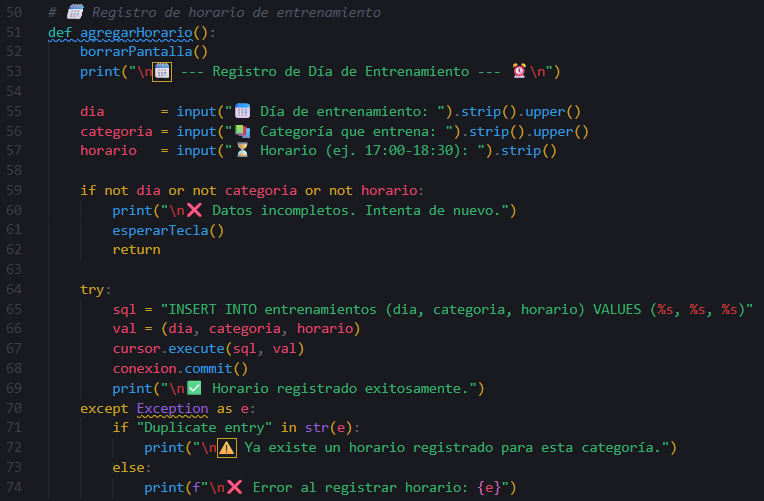 50 # 🗓️ Registro de horario de entrenamiento
51 def agregarHorario():
52     borrarPantalla()
53     print("\n🗓️ --- Registro de Día de Entrenamiento --- ⏰\n")
54
55     dia       = input("📅 Día de entrenamiento: ").strip().upper()
56     categoria = input("📚 Categoría que entrena: ").strip().upper()
57     horario   = input("⏳ Horario (ej. 17:00-18:30): ").strip()
58
59     if not dia or not categoria or not horario:
60         print("\n❌ Datos incompletos. Intenta de nuevo.")
61         esperarTecla()
62         return
63
64     try:
65         sql = "INSERT INTO entrenamientos (dia, categoria, horario) VALUES (%s, %s, %s)"
66         val = (dia, categoria, horario)
67         cursor.execute(sql, val)
68         conexion.commit()
69         print("\n✅ Horario registrado exitosamente.")
70     except Exception as e:
71         if "Duplicate entry" in str(e):
72             print("\n⚠️ Ya existe un horario registrado para esta categoría.")
73         else:
74             print(f"\n❌ Error al registrar horario: {e}")